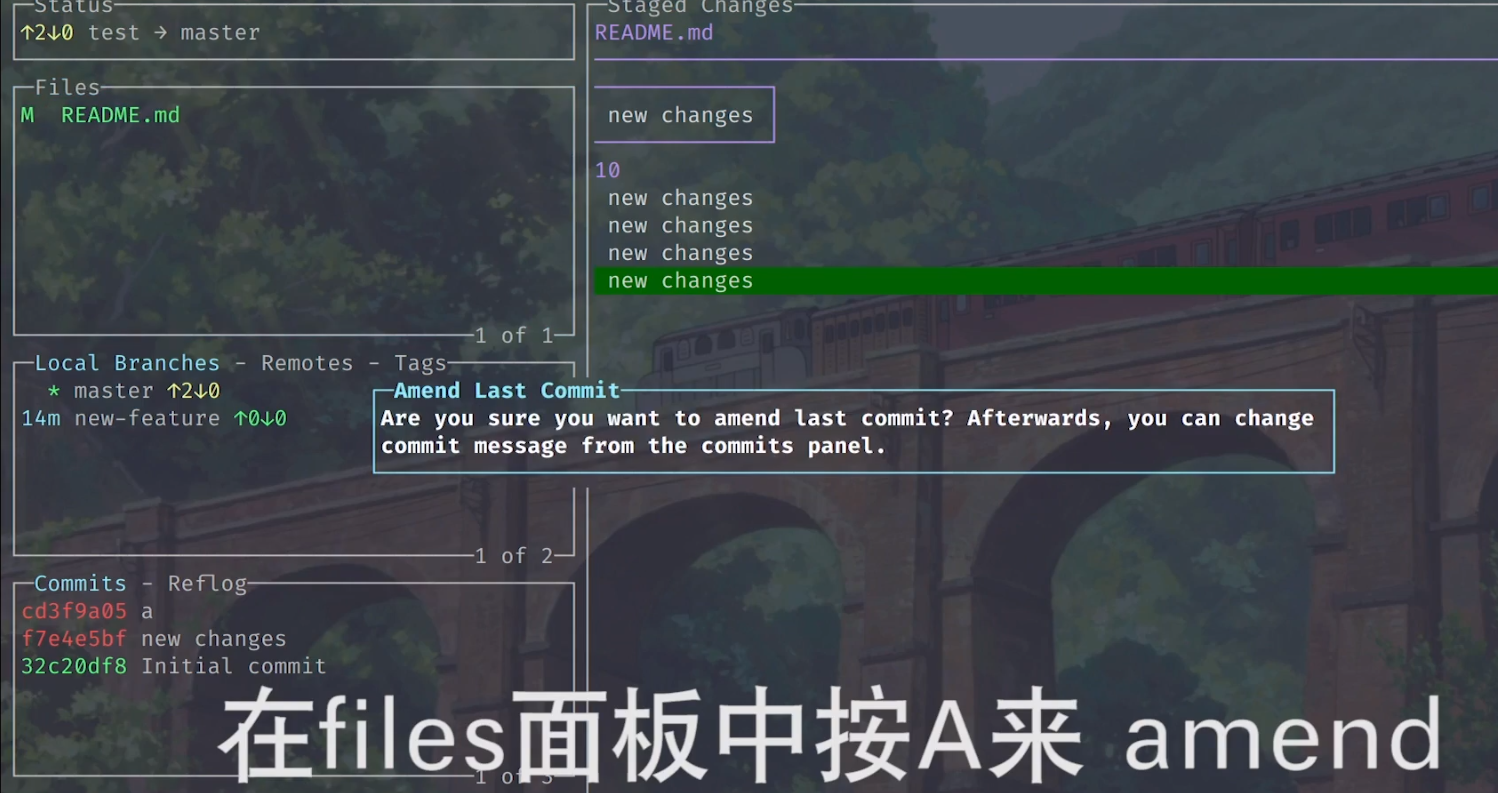 Status
↑2↓0 test → master
Files
M README.md
1 of 1
Local Branches - Remotes - Tags
* master ↑2↓0
14m new-feature ↑0↓0
1 of 2
Commits - Reflog
cd3f9a05 a
f7e4e5bf new changes
32c20df8 Initial commit
1 of 3
Staged Changes
README.md
new changes
10
new changes
new changes
new changes
new changes
Amend Last Commit
Are you sure you want to amend last commit? Afterwards, you can change
commit message from the commits panel.
在files面板中按A来 amend